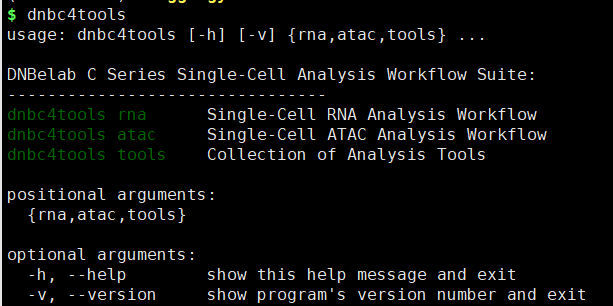 $ dnbc4tools
usage: dnbc4tools [-h] [-v] {rna,atac,tools} ...
DNBelab C Series Single-Cell Analysis Workflow Suite:
--------------------------------
dnbc4tools rna Single-Cell RNA Analysis Workflow
dnbc4tools atac Single-Cell ATAC Analysis Workflow
dnbc4tools tools Collection of Analysis Tools
positional arguments:
{rna,atac,tools}
optional arguments:
-h, --help show this help message and exit
-v, --version show program's version number and exit